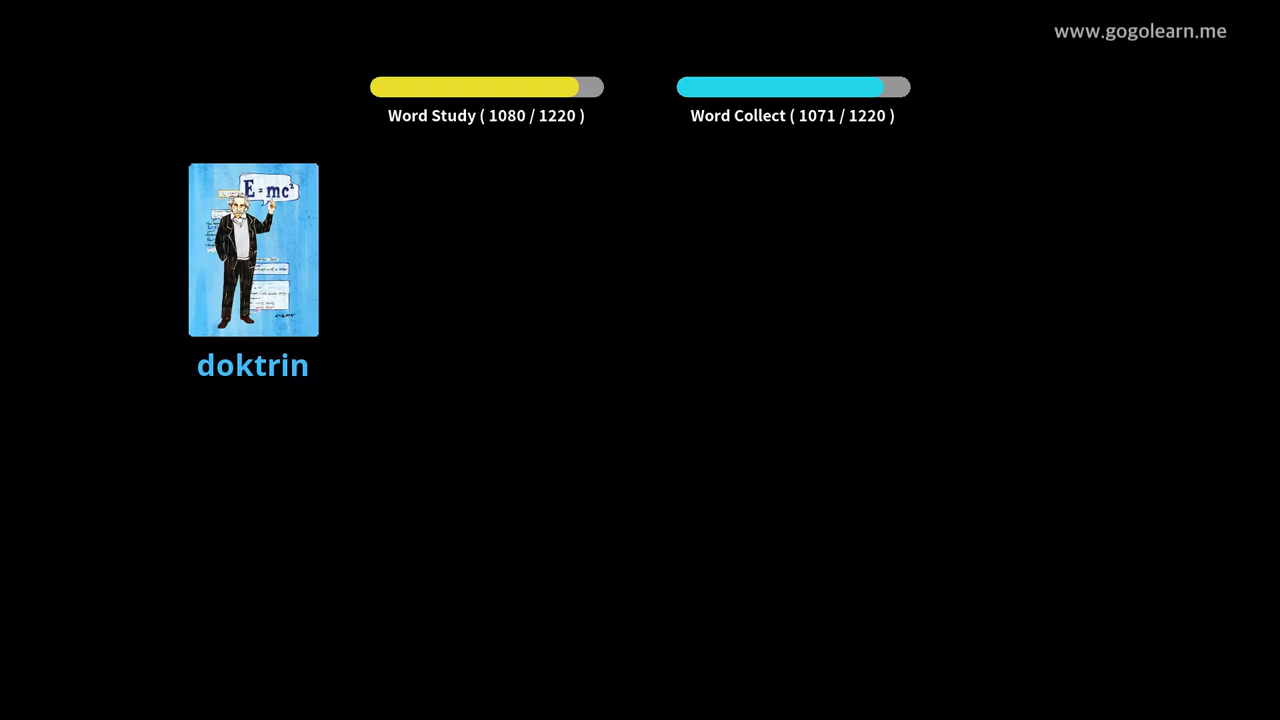 www.gogolearn.me
Word Study ( 1080 / 1220 )
Word Collect ( 1071 / 1220 )
E = mc²
doktrin